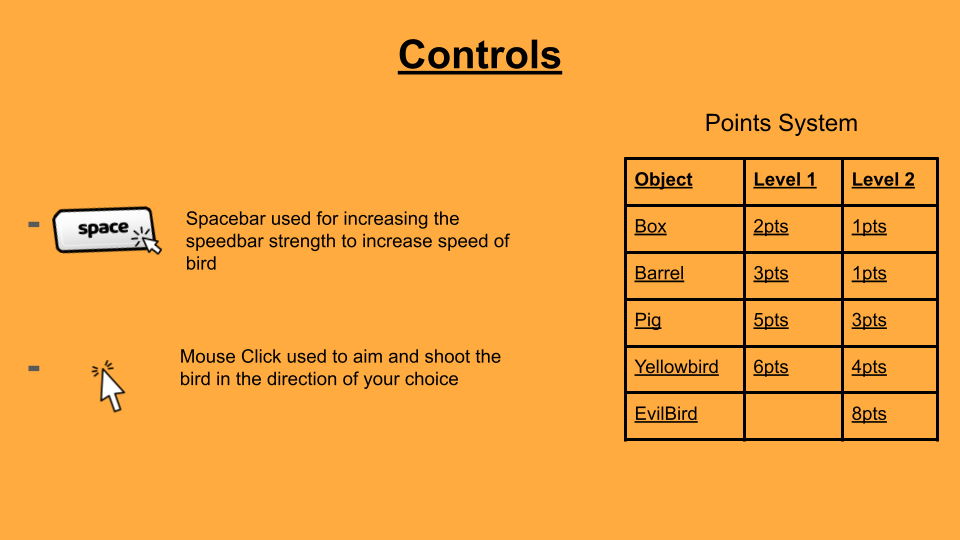 Controls
space
Spacebar used for increasing the
speedbar strength to increase speed of
bird
Mouse Click used to aim and shoot the
bird in the direction of your choice
Points System
Object Level 1 Level 2
Box 2pts 1pts
Barrel 3pts 1pts
Pig 5pts 3pts
Yellowbird 6pts 4pts
EvilBird 8pts